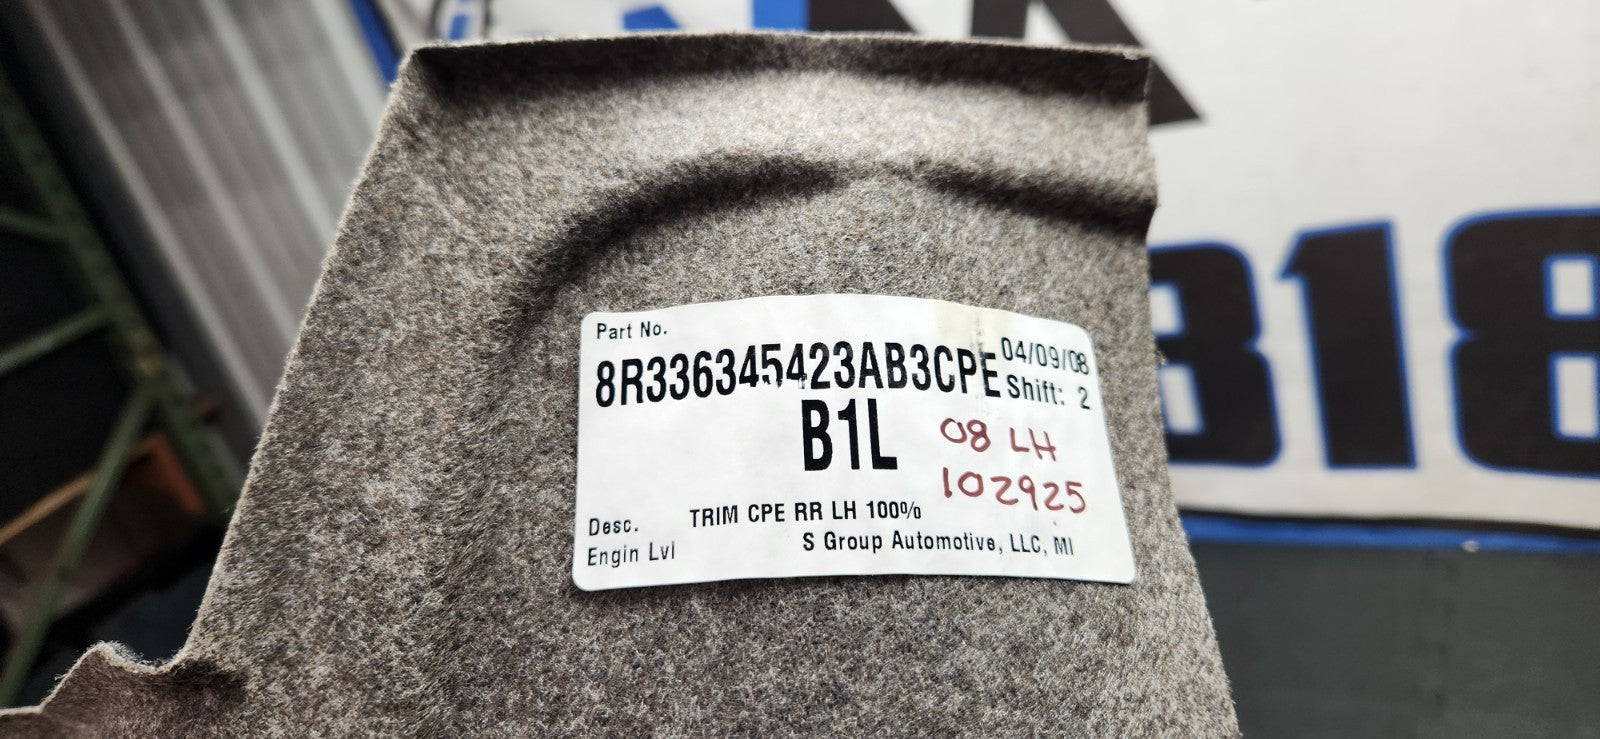 Part No.
8R336345423AB3CPE
04/09/08
Shift: 2
B1L
08 LH
102925
Desc. TRIM CPE RR LH 100%
Engin Lvl S Group Automotive, LLC, MI
818